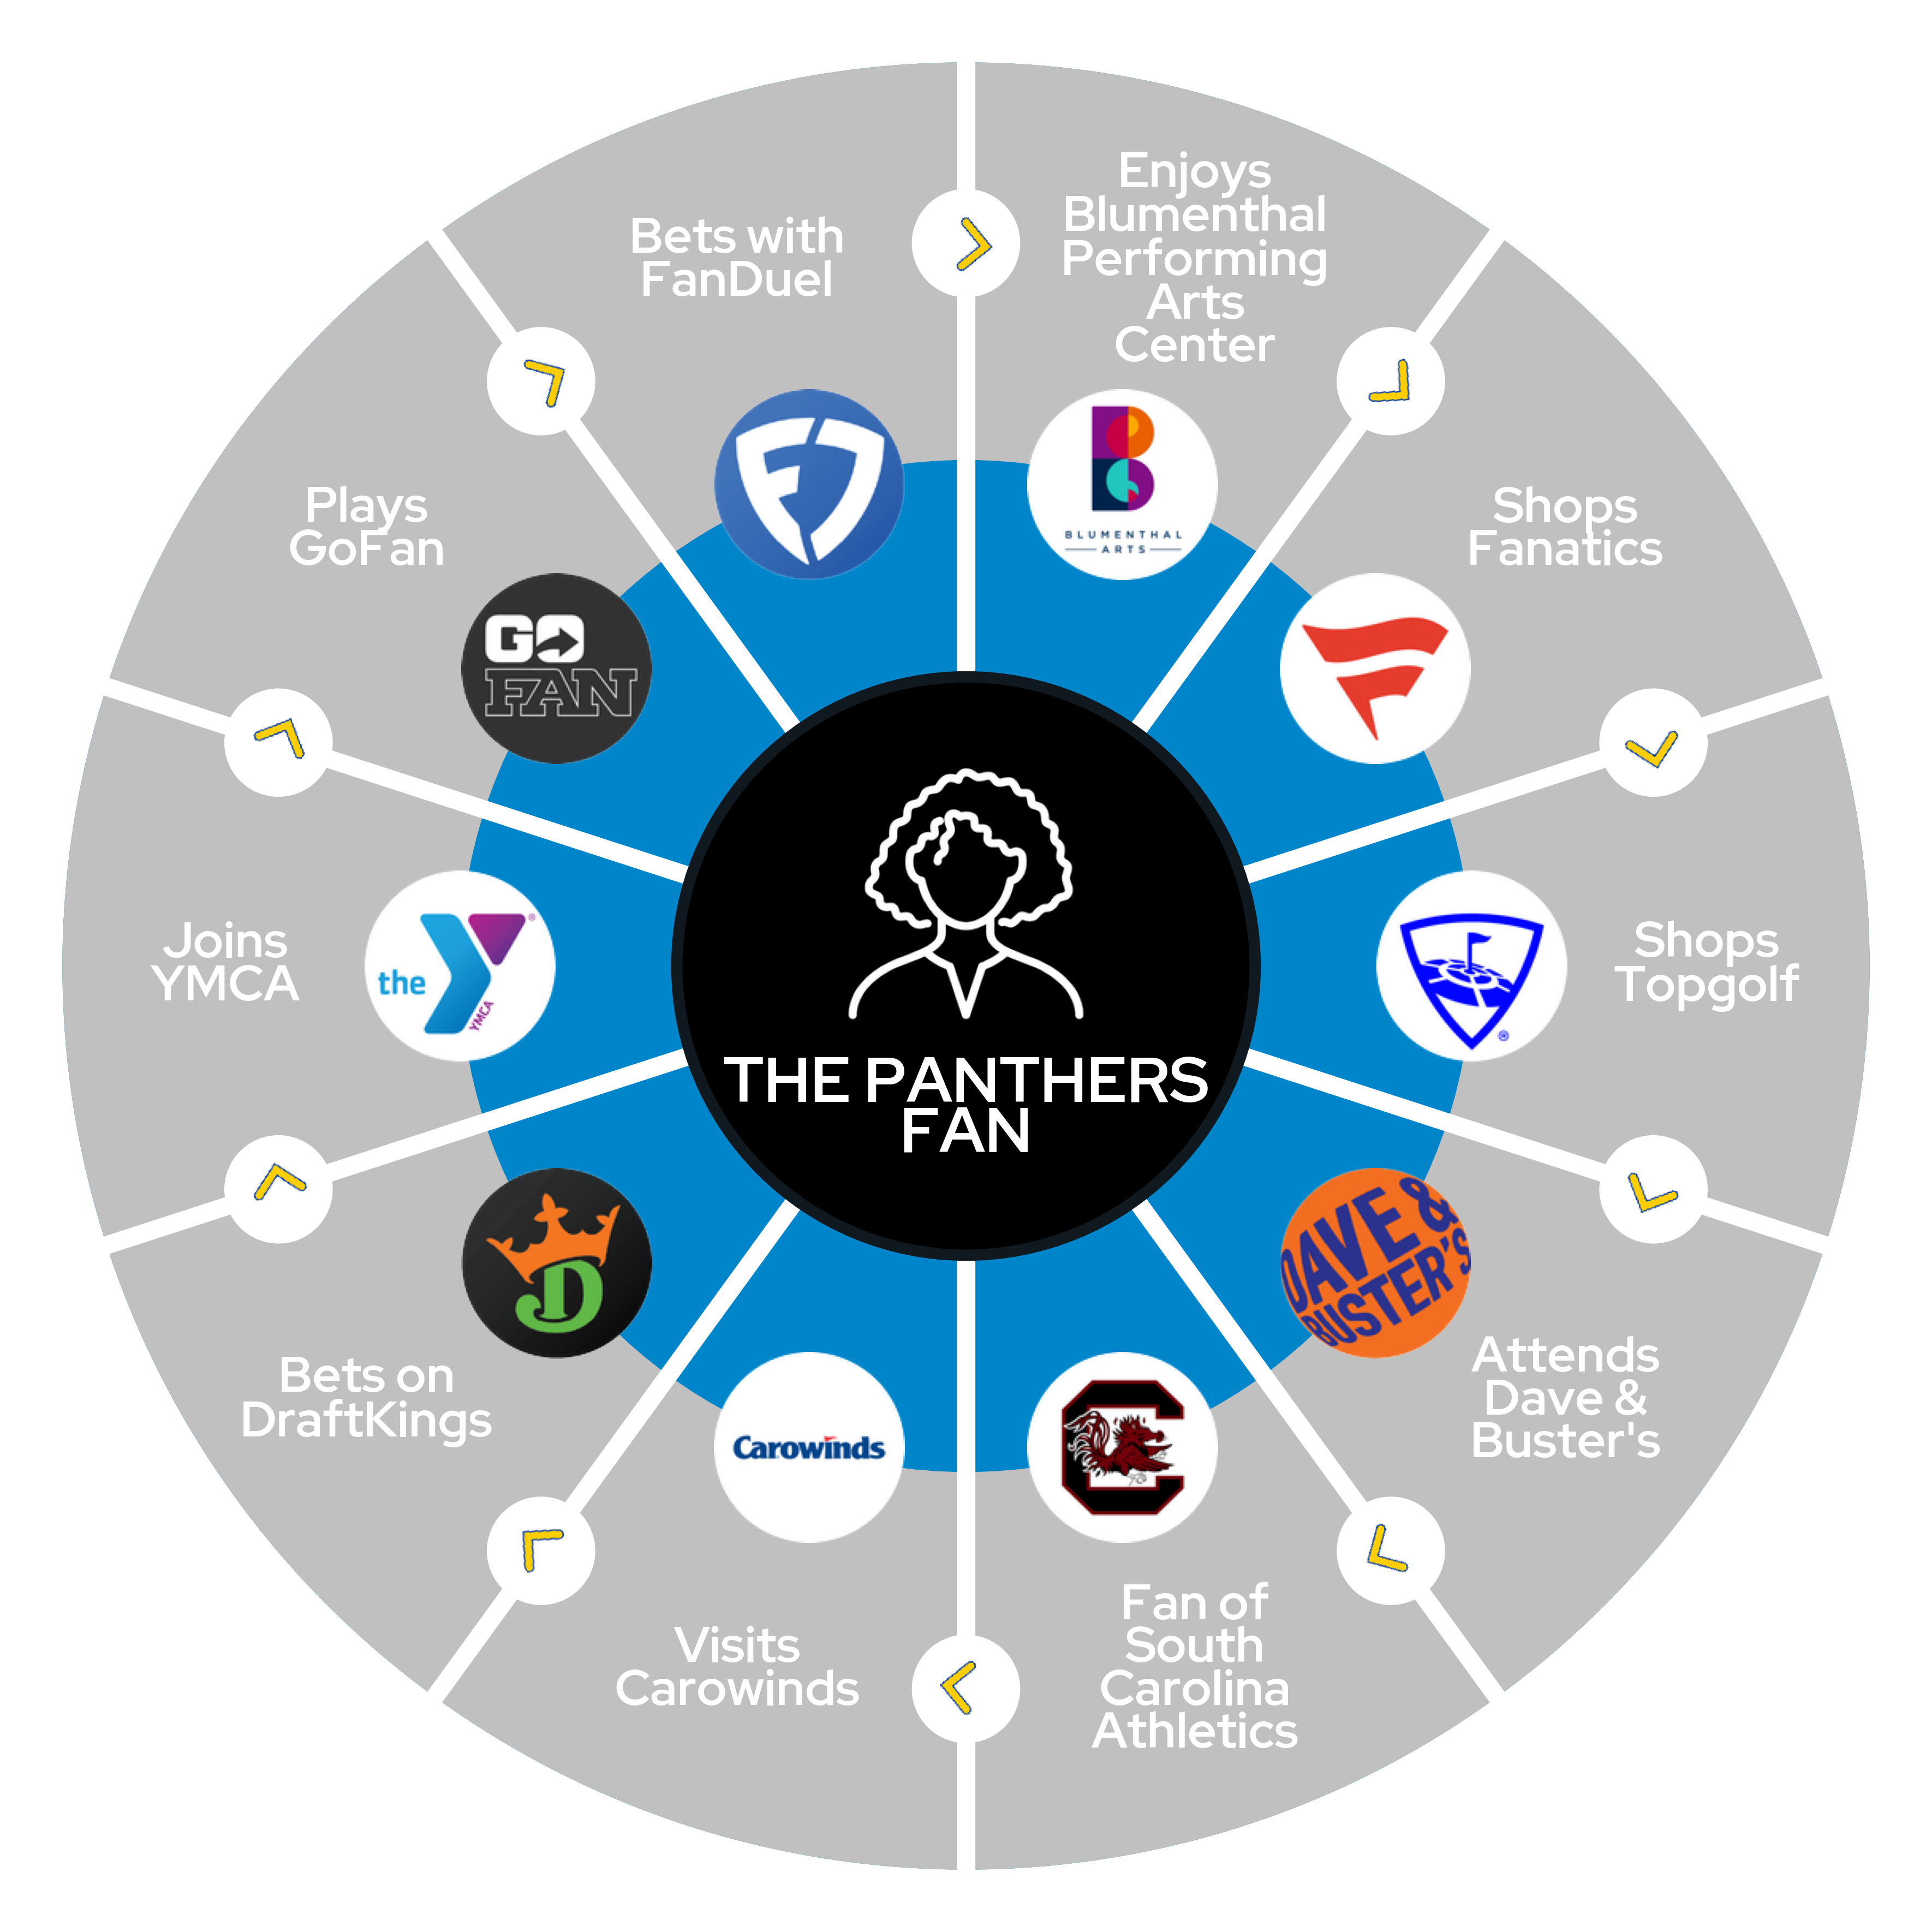 Enjoys
Blumenthal
Performing
Arts
Center
BLUMENTHAL
ARTS
Shops
Fanatics
Shops
Topgolf
®
DAVE &
BUSTER'S
Attends
Dave &
Buster's
Fan of
South
Carolina
Athletics
C
Carowinds
Visits
Carowinds
D
Bets on
DraftKings
the Y®
YMCA
Joins
YMCA
Plays
GoFan
GO
FAN
Bets with
FanDuel
F
THE PANTHERS
FAN